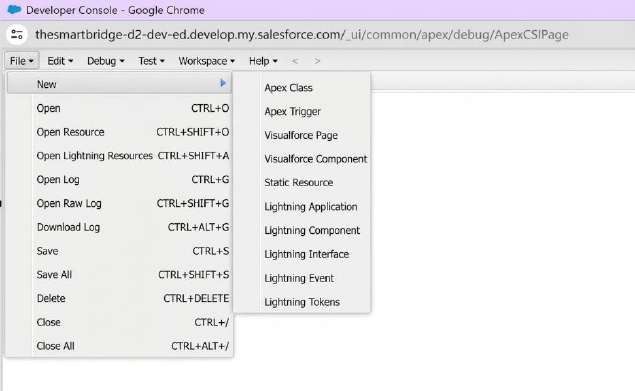 Developer Console - Google Chrome
thesmartbridge-d2-dev-ed.develop.my.salesforce.com/_ui/common/apex/debug/ApexCSIPage
File Edit Debug Test Workspace Help < >
New
Open CTRL+O
Open Resource CTRL+SHIFT+O
Open Lightning Resources CTRL+SHIFT+A
Open Log CTRL+G
Open Raw Log CTRL+SHIFT+G
Download Log CTRL+ALT+G
Save CTRL+S
Save All CTRL+SHIFT+S
Delete CTRL+DELETE
Close CTRL+/
Close All CTRL+ALT+/
Apex Class
Apex Trigger
Visualforce Page
Visualforce Component
Static Resource
Lightning Application
Lightning Component
Lightning Interface
Lightning Event
Lightning Tokens